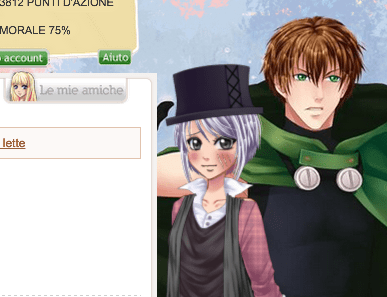 3812 PUNTI D'AZIONE
MORALE 75%
account
Aiuto
Le mie amiche
lette